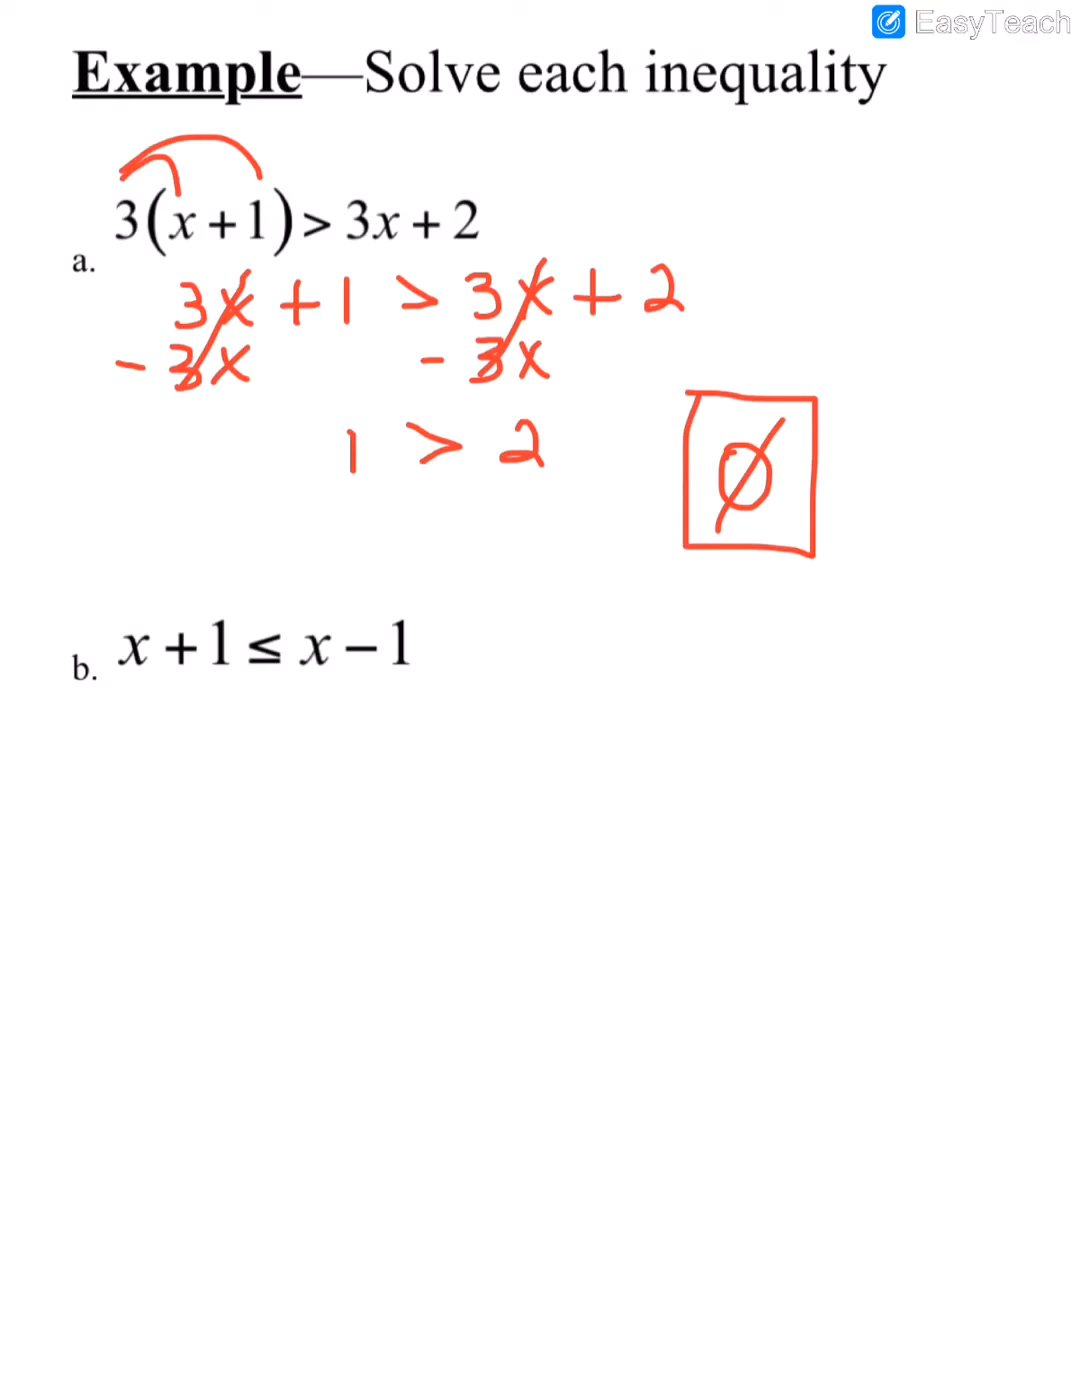 EasyTeach
Example—Solve each inequality
a. 3(x+1)> 3x+2
3x +1 > 3x + 2
- 3x - 3x
1 > 2
∅
b. x+1≤ x−1